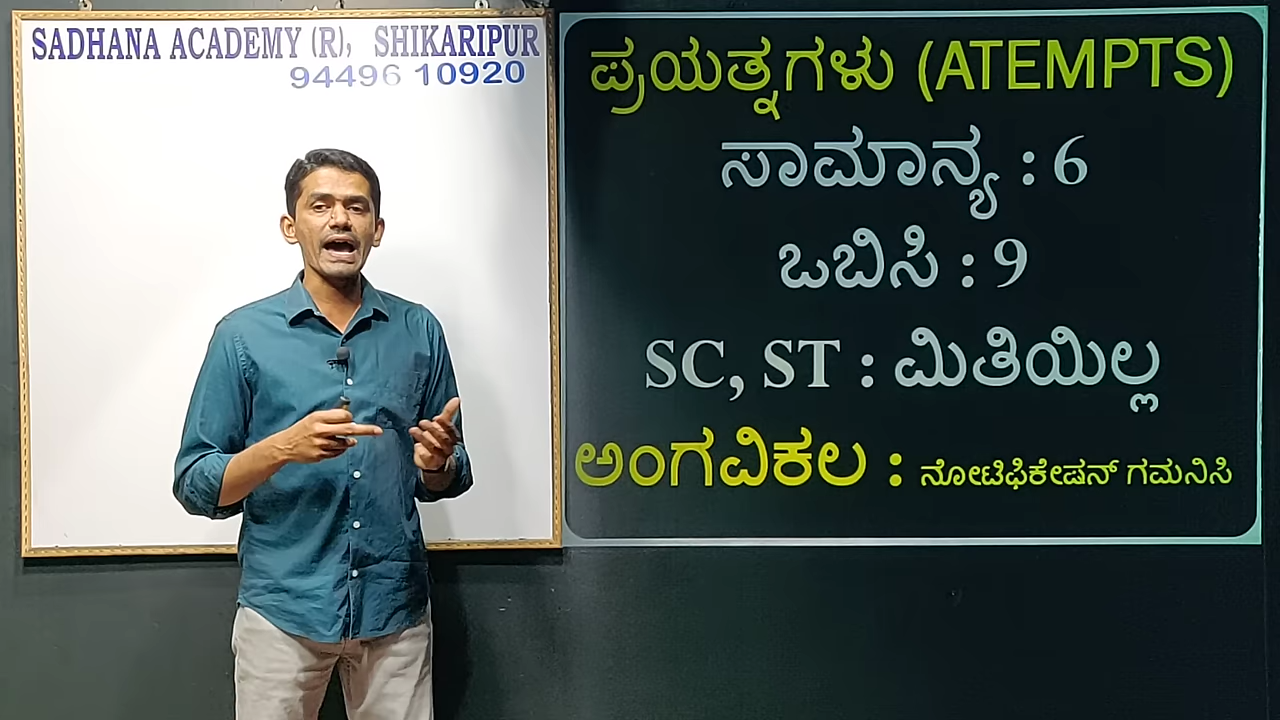 SADHANA ACADEMY (R), SHIKARIPUR
94496 10920
ಪ್ರಯತ್ನಗಳು (ATEMPTS)
ಸಾಮಾನ್ಯ : 6
ಒಬಿಸಿ : 9
SC, ST : ಮಿತಿಯಿಲ್ಲ
ಅಂಗವಿಕಲ : ನೋಟಿಫಿಕೇಷನ್ ಗಮನಿಸಿ